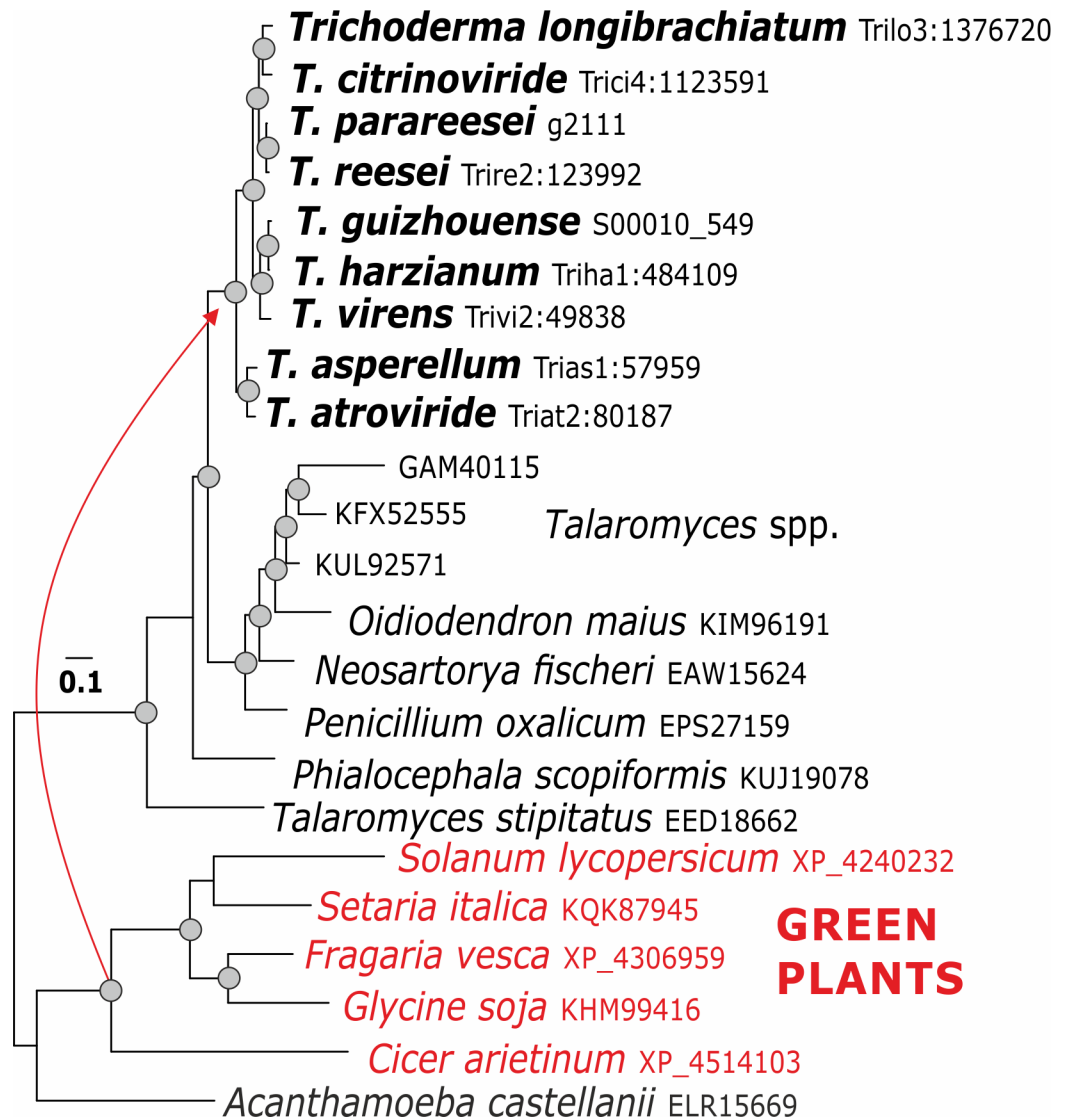 Trichoderma longibrachiatum Trilo3:1376720
T. citrinoviride Trici4:1123591
T. parareesei g2111
T. reesei Trire2:123992
T. guizhouense S00010_549
T. harzianum Triha1:484109
T. virens Trivi2:49838
T. asperellum Trias1:57959
T. atroviride Triat2:80187
GAM40115
KFX52555
Talaromyces spp.
KUL92571
Oidiodendron maius KIM96191
Neosartorya fischeri EAW15624
0.1
Penicillium oxalicum EPS27159
Phialocephala scopiformis KUJ19078
Talaromyces stipitatus EED18662
Solanum lycopersicum XP_4240232
Setaria italica KQK87945
GREEN
PLANTS
Fragaria vesca XP_4306959
Glycine soja KHM99416
Cicer arietinum XP_4514103
Acanthamoeba castellanii ELR15669